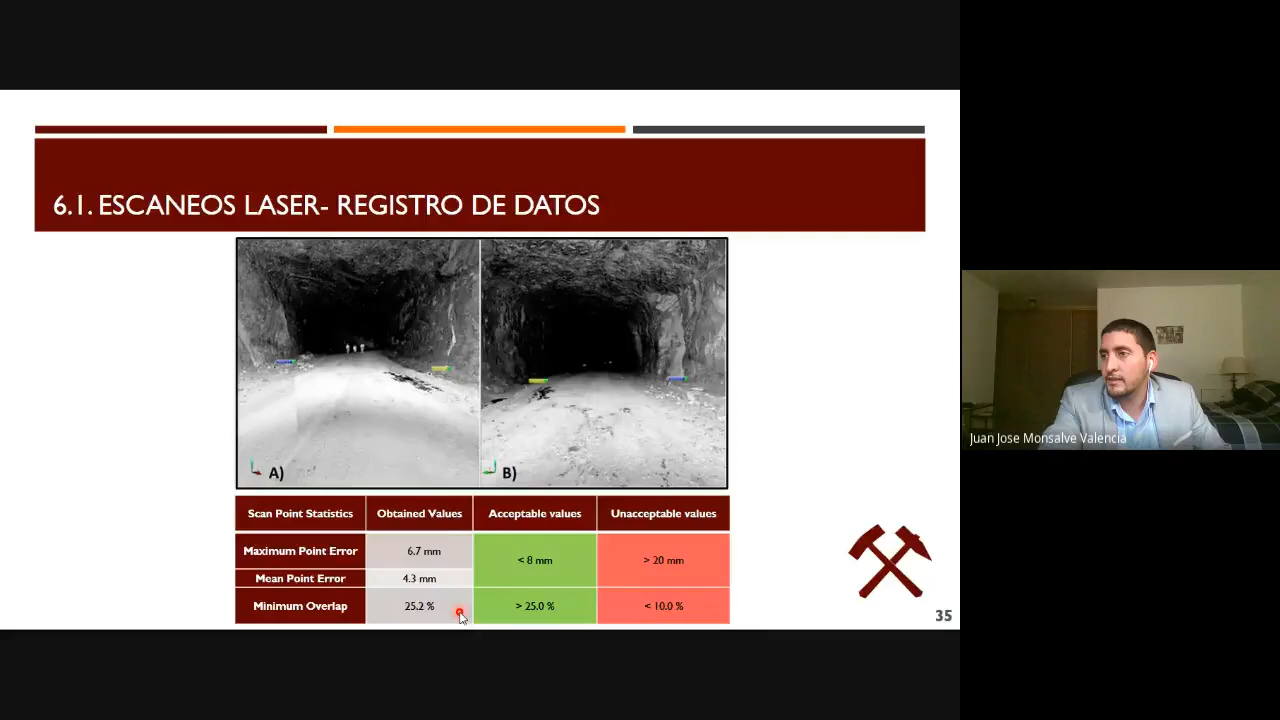 6.1. ESCANEOS LASER- REGISTRO DE DATOS
A)
B)
Scan Point Statistics
Obtained Values
Acceptable values
Unacceptable values
Maximum Point Error
6.7 mm
< 8 mm
> 20 mm
Mean Point Error
4.3 mm
Minimum Overlap
25.2 %
> 25.0 %
< 10.0 %
35
Juan Jose Monsalve Valencia